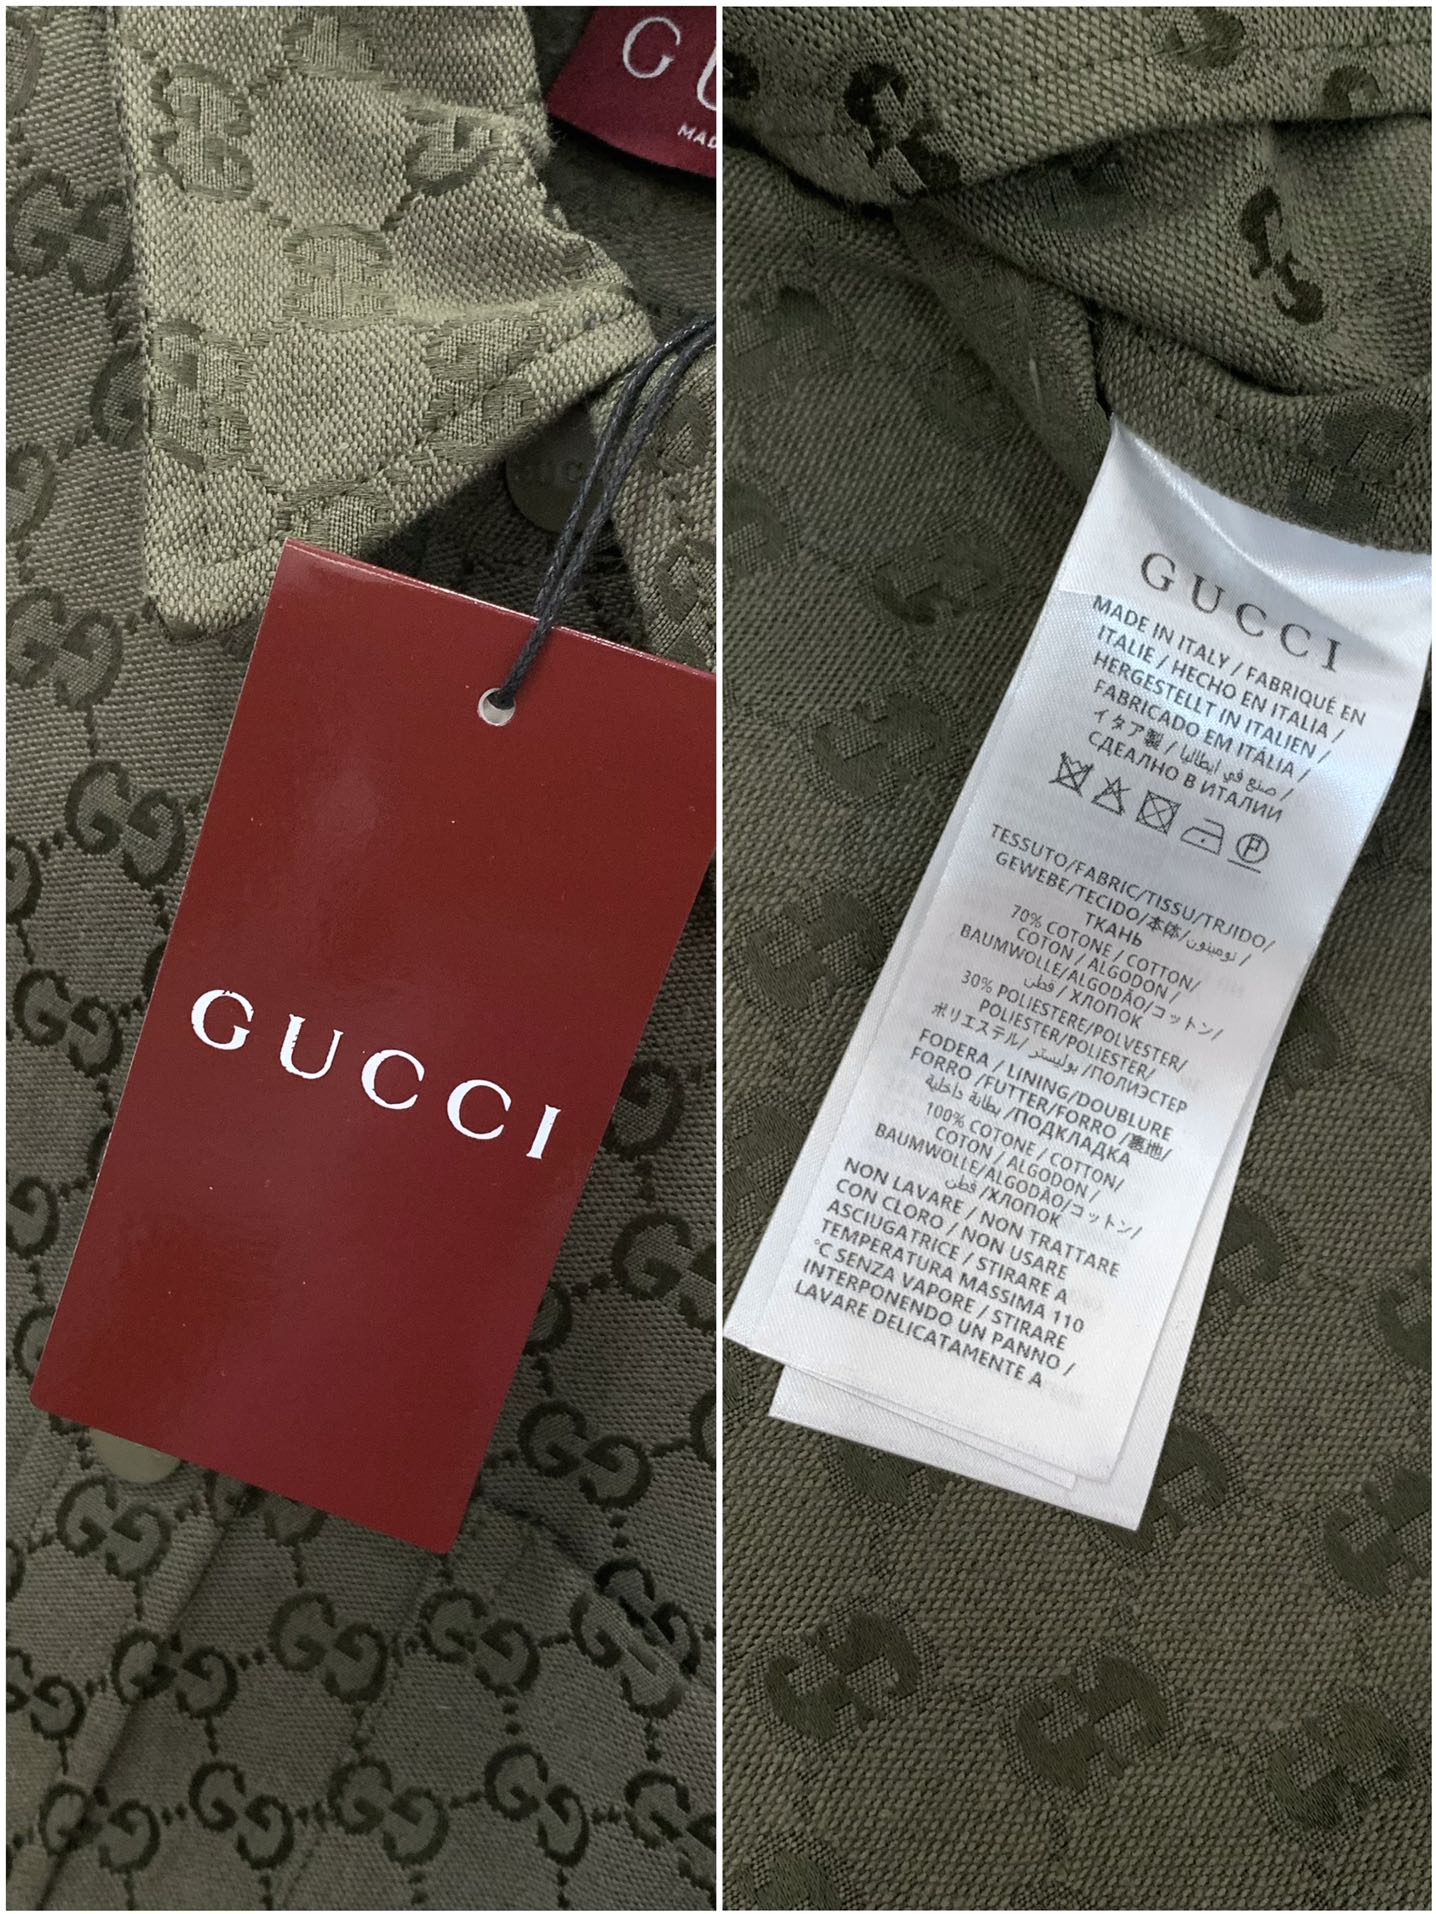 GUCCI
GUCCI
MADE IN ITALY / FABRIQUÉ EN
ITALIE / HECHO EN ITALIA /
HERGESTELLT IN ITALIEN /
FABRICADO EM ITÁLIA /
イタア製 / صنع في ايطاليا /
СДЕАЛНО В ИТАЛИИ
P
TESSUTO/FABRIC/TISSU/TRJIDO/
GEWEBE/TECIDO/本体/
ТКАНЬ
70% COTONE / COTTON/
COTON / ALGODON /
BAUMWOLLE/ALGODÃO/コットン/
قطن / ХЛОПОК
30% POLIESTERE/POLVESTER/
POLIESTER/POLIESTER/
ポリエステル/ بوليستر /ПОЛИЭСТЕР
FODERA / LINING/DOUBLURE
FORRO /FUTTER/FORRO /裏地/
بطانة داخلية /ПОДКЛАДКА
100% COTONE / COTTON/
COTON / ALGODON /
BAUMWOLLE/ALGODÃO/コットン/
قطن /ХЛОПОК
NON LAVARE / NON TRATTARE
CON CLORO / NON USARE
ASCIUGATRICE / STIRARE A
TEMPERATURA MASSIMA 110
°C SENZA VAPORE / STIRARE
INTERPONENDO UN PANNO /
LAVARE DELICATAMENTE A